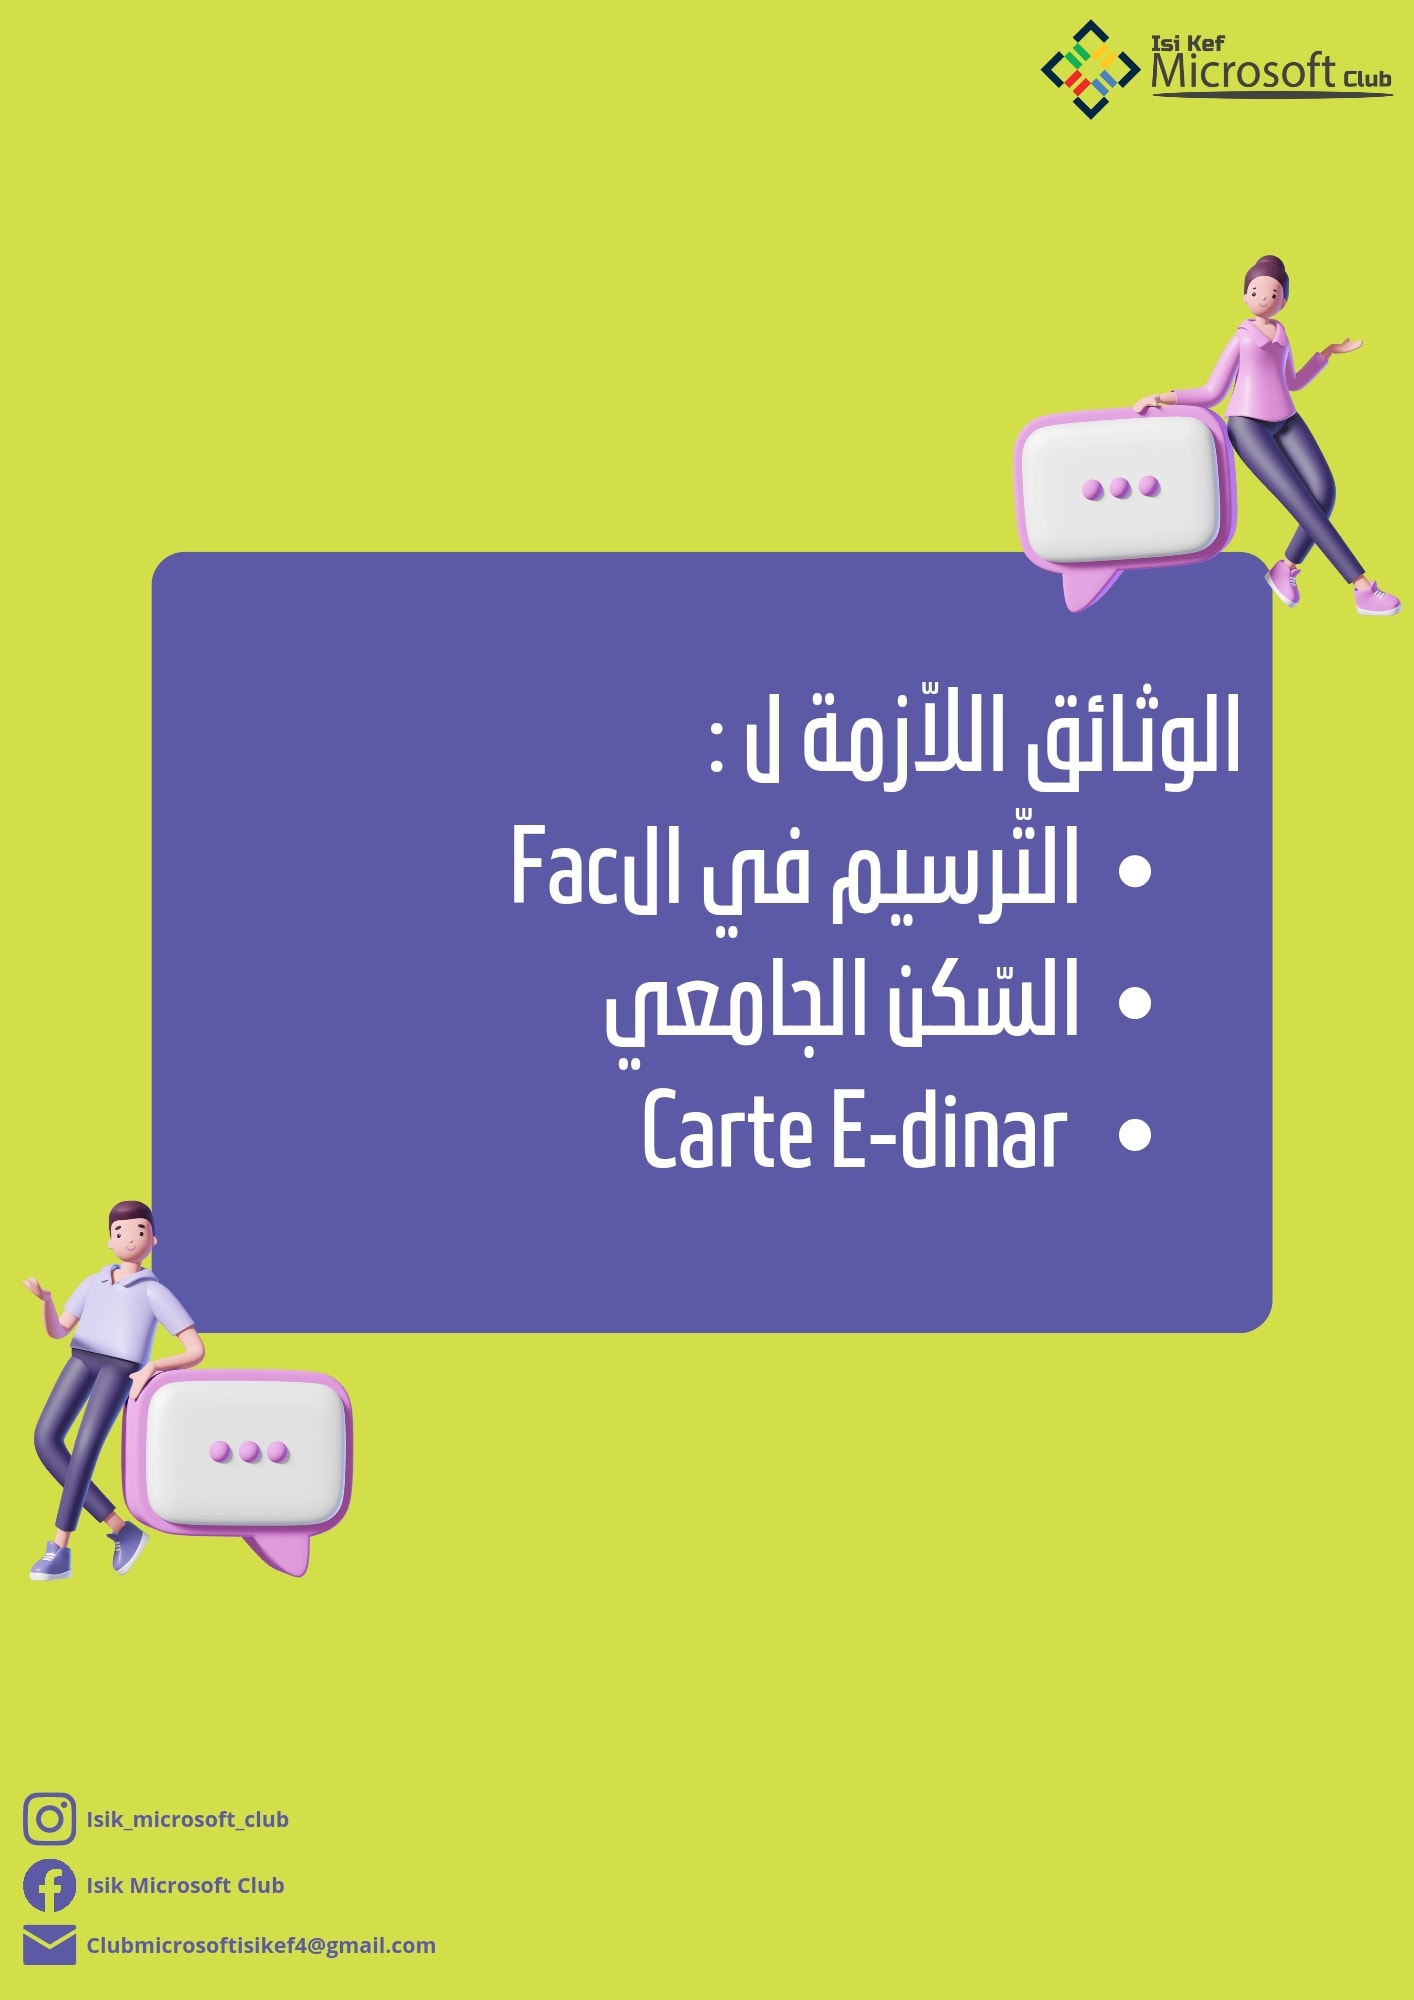 Isi Kef
Microsoft Club
الوثائق اللاّزمة ل :
• التّرسيم في الFac
• السّكن الجامعي
• Carte E-dinar
Isik_microsoft_club
Isik Microsoft Club
Clubmicrosoftisikef4@gmail.com